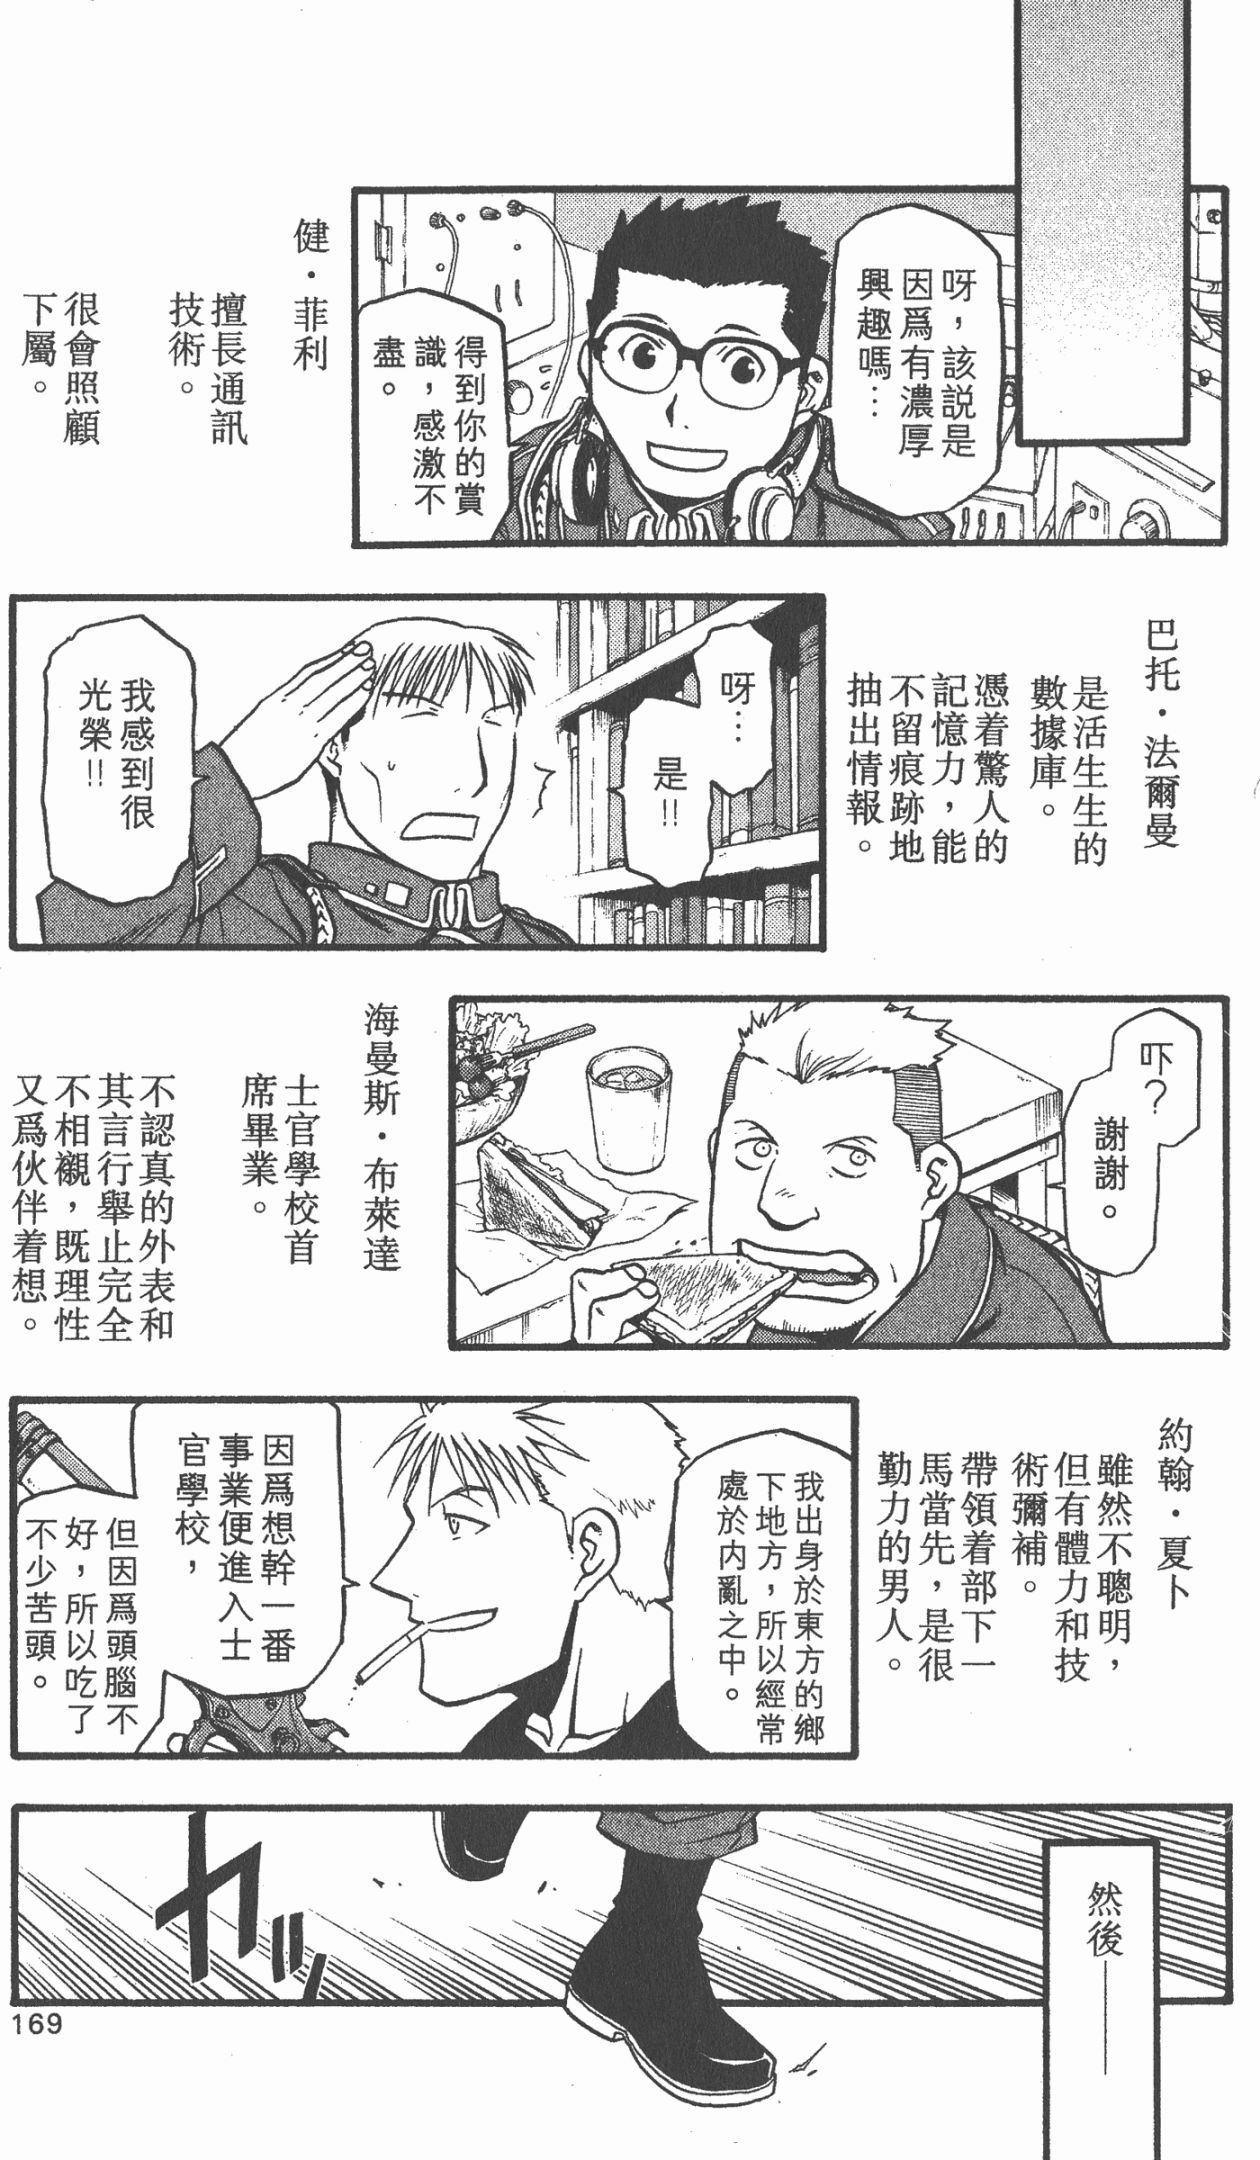 呀，該説是
因爲有濃厚
興趣嗎…
得到你的賞
識，感激不
盡。
健・菲利
擅長通訊
技術。
很會照顧
下屬。
巴托・法爾曼
是活生生的
數據庫。
憑着驚人的
記憶力，能
不留痕跡地
抽出情報。
呀…
是!!
我感到很
光榮!!
吓？
謝謝。
海曼斯・布萊達
士官學校首
席畢業。
不認真的外表和
其言行舉止完全
不相襯，既理性
又爲伙伴着想。
約翰・夏卜
雖然不聰明，
但有體力和技
術彌補。
帶領着部下一
馬當先，是很
勤力的男人。
我出身於東方的鄉
下地方，所以經常
處於内亂之中。
因爲想幹一番
事業便進入士
官學校，
但因爲頭腦不
好，所以吃了
不少苦頭。
然後——
カッ
169